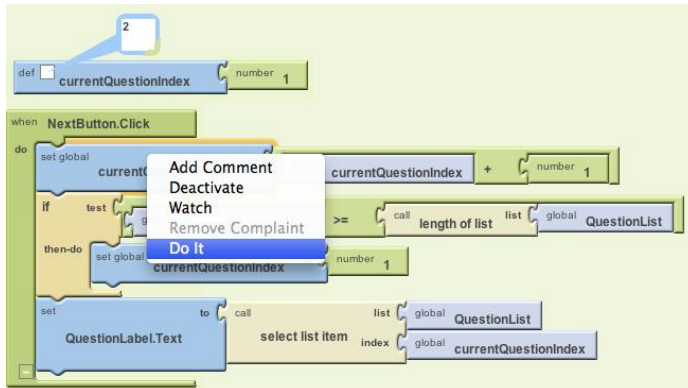 2
def currentQuestionIndex number 1
when NextButton.Click
do set global currentQ currentQuestionIndex + number 1
Add Comment
Deactivate
Watch
Remove Complaint
Do It
if test g >= call length of list list global QuestionList
then-do set global currentQuestionIndex number 1
set QuestionLabel.Text to call select list item list global QuestionList
index global currentQuestionIndex